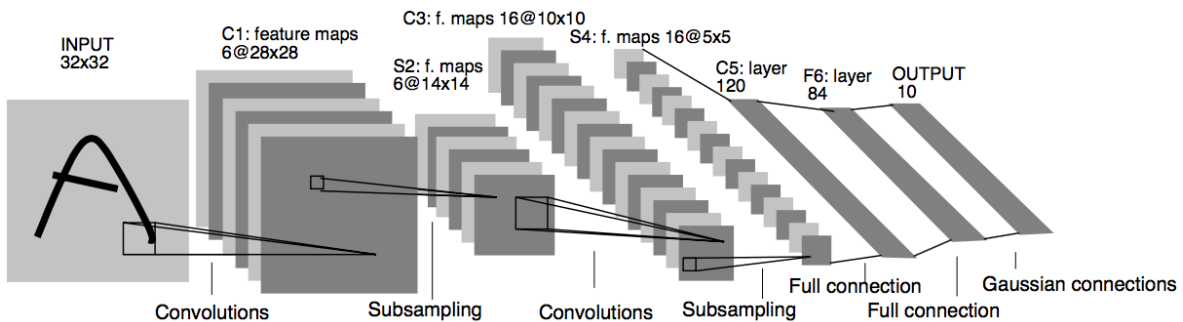 INPUT
32x32
C1: feature maps
6@28x28
S2: f. maps
6@14x14
C3: f. maps 16@10x10
S4: f. maps 16@5x5
C5: layer
120
F6: layer
84
OUTPUT
10
Convolutions
Subsampling
Convolutions
Subsampling
Full connection
Full connection
Gaussian connections
A